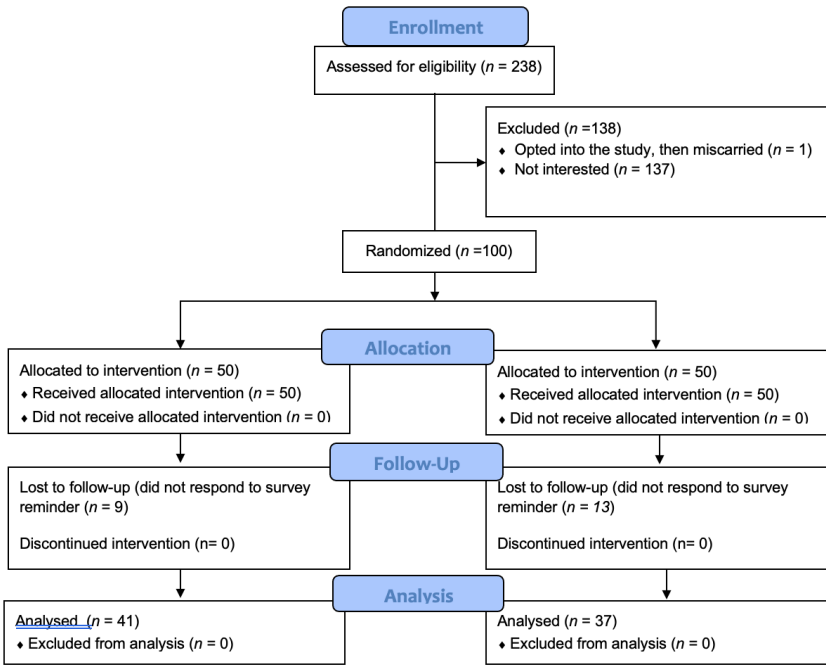 Enrollment
Assessed for eligibility (n = 238)
Excluded (n =138)
♦ Opted into the study, then miscarried (n = 1)
♦ Not interested (n = 137)
Randomized (n =100)
Allocation
Allocated to intervention (n = 50)
♦ Received allocated intervention (n = 50)
♦ Did not receive allocated intervention (n = 0)
Allocated to intervention (n = 50)
♦ Received allocated intervention (n = 50)
♦ Did not receive allocated intervention (n = 0)
Follow-Up
Lost to follow-up (did not respond to survey
reminder (n = 9)
Discontinued intervention (n= 0)
Lost to follow-up (did not respond to survey
reminder (n = 13)
Discontinued intervention (n= 0)
Analysis
Analysed (n = 41)
♦ Excluded from analysis (n = 0)
Analysed (n = 37)
♦ Excluded from analysis (n = 0)